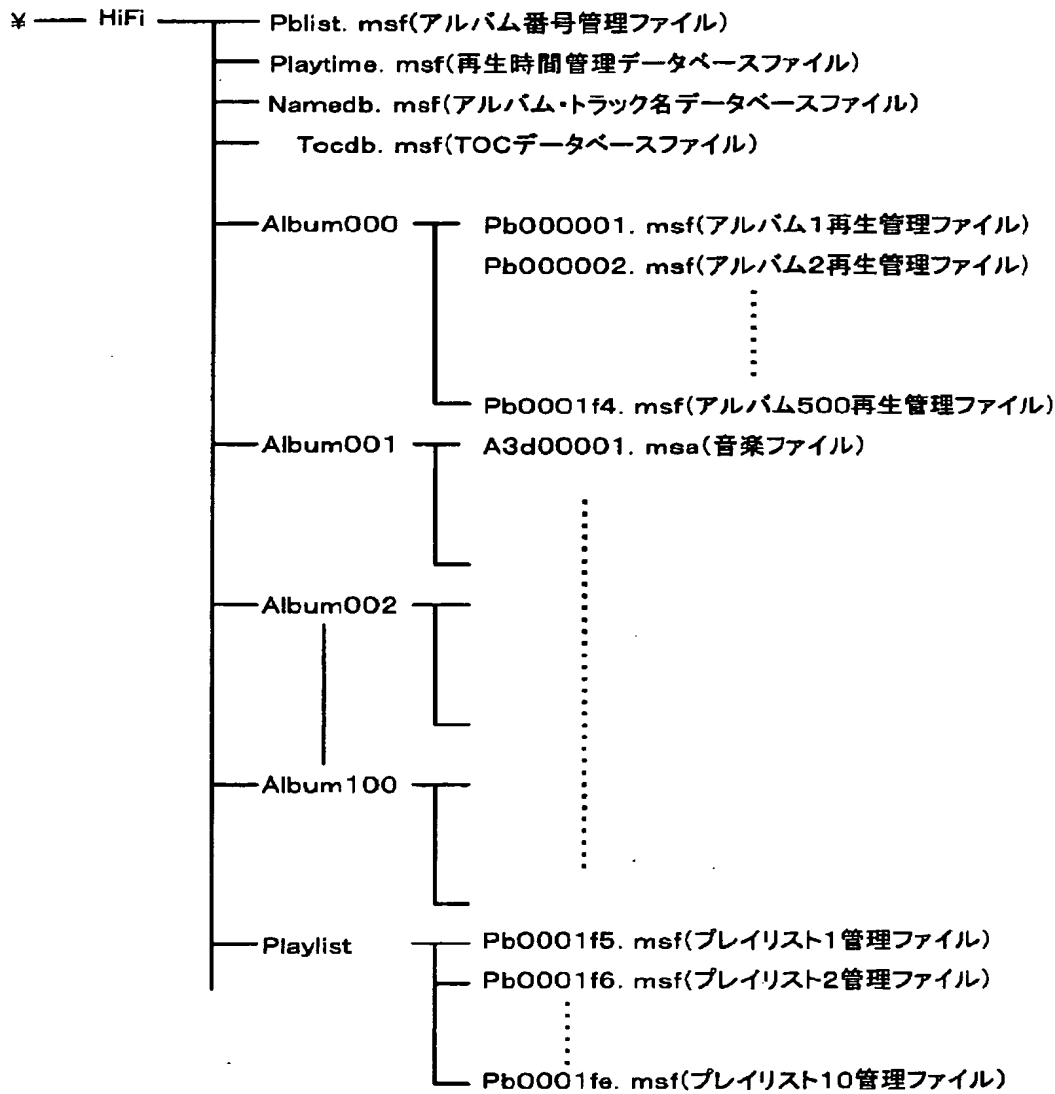 ¥ HiFi Pblist. msf(アルバム番号管理ファイル)
Playtime. msf(再生時間管理データベースファイル)
Namedb. msf(アルバム・トラック名データベースファイル)
Tocdb. msf(TOCデータベースファイル)
Album000 Pb000001. msf(アルバム1再生管理ファイル)
Pb000002. msf(アルバム2再生管理ファイル)
Pb0001f4. msf(アルバム500再生管理ファイル)
Album001 A3d00001. msa(音楽ファイル)
Album002
Album100
Playlist Pb0001f5. msf(プレイリスト1管理ファイル)
Pb0001f6. msf(プレイリスト2管理ファイル)
Pb0001fe. msf(プレイリスト10管理ファイル)